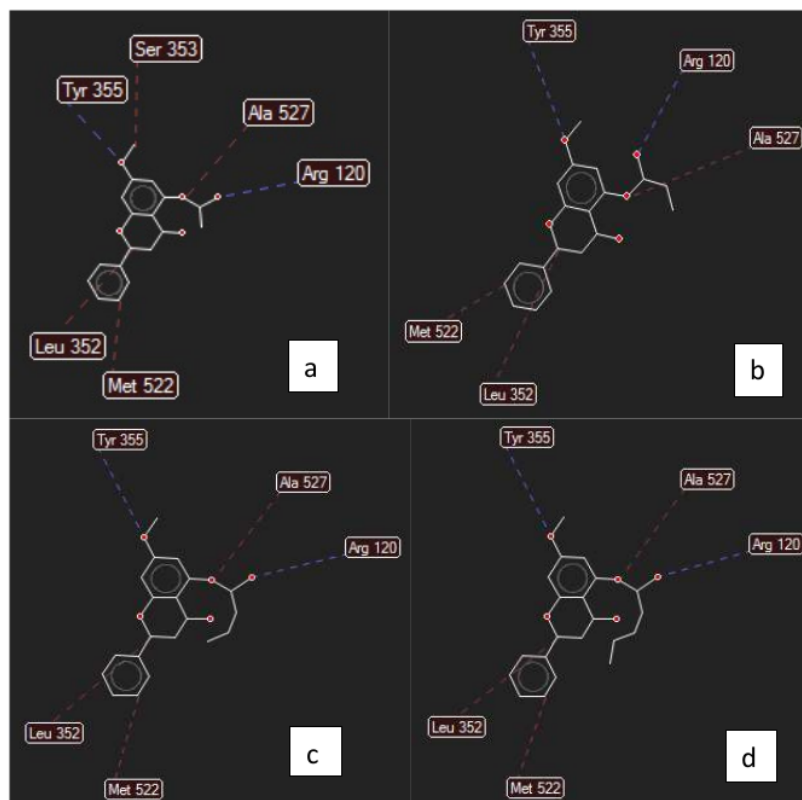 Ser 353
Tyr 355
Ala 527
Arg 120
Leu 352
Met 522
a
Tyr 355
Arg 120
Ala 527
Met 522
Leu 352
b
Tyr 355
Ala 527
Arg 120
Leu 352
Met 522
c
Tyr 355
Ala 527
Arg 120
Leu 352
Met 522
d